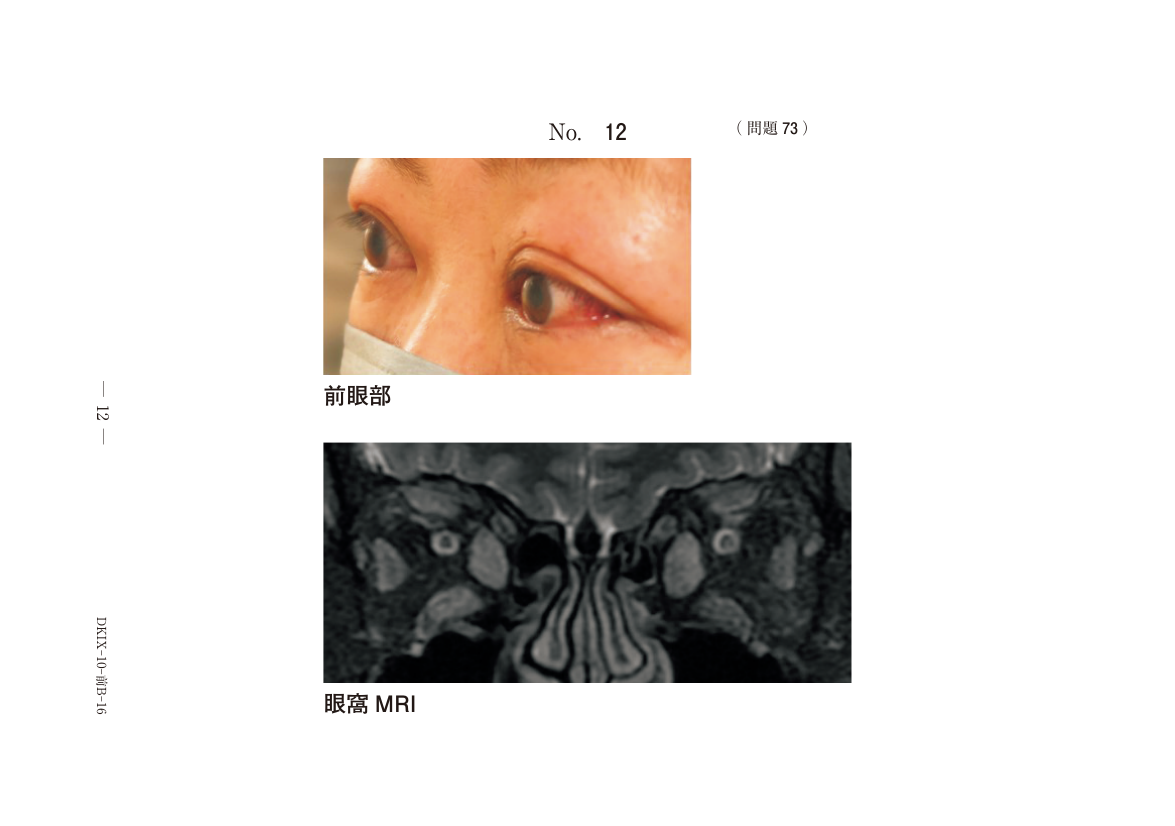 No. 12
（問題 73）
前眼部
眼窩 MRI
— 12 —
DKIX-10-前B-16